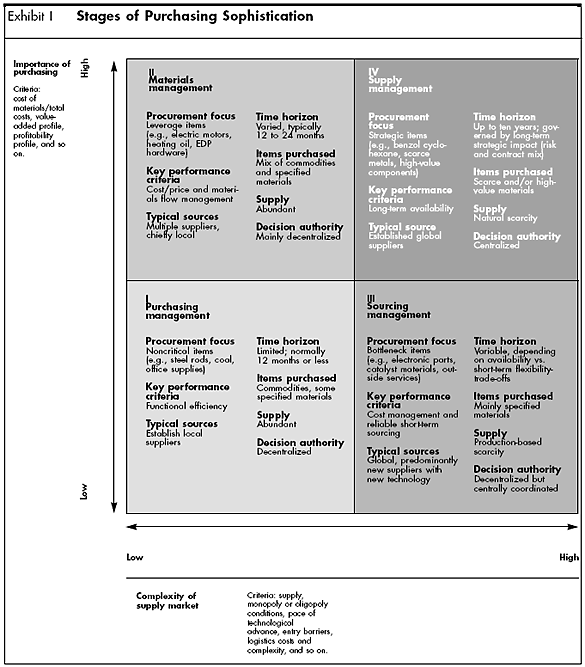 Exhibit I Stages of Purchasing Sophistication
Importance of
purchasing
Criteria:
cost of
materials/total
costs, value-
added profile,
profitability
profile, and so
on.
High
Low
II
Materials
management
Procurement focus
Leverage items
(e.g., electric motors,
heating oil, EDP
hardware)
Key performance
criteria
Cost/price and materi-
als flow management
Typical sources
Multiple suppliers,
chiefly local
Time horizon
Varied, typically
12 to 24 months
Items purchased
Mix of commodities
and specified
materials
Supply
Abundant
Decision authority
Mainly decentralized
IV
Supply
management
Procurement
focus
Strategic items
(e.g., benzol cyclo-
hexane, scarce
metals, high-value
components)
Key performance
criteria
Long-term availability
Typical source
Established global
suppliers
Time horizon
Up to ten years; gov-
erned by long-term
strategic impact (risk
and contract mix)
Items purchased
Scarce and/or high-
value materials
Supply
Natural scarcity
Decision authority
Centralized
I
Purchasing
management
Procurement focus
Noncritical items
(e.g., steel rods, coal,
office supplies)
Key performance
criteria
Functional efficiency
Typical sources
Establish local
suppliers
Time horizon
Limited; normally
12 months or less
Items purchased
Commodities, some
specified materials
Supply
Abundant
Decision authority
Decentralized
III
Sourcing
management
Procurement focus
Bottleneck items
(e.g., electronic parts,
catalyst materials, out-
side services)
Key performance
criteria
Cost management and
reliable short-term
sourcing
Typical sources
Global, predominantly
new suppliers with
new technology
Time horizon
Variable, depending
on availability vs.
short-term flexibility-
trade-offs
Items purchased
Mainly specified
materials
Supply
Production-based
scarcity
Decision authority
Decentralized but
centrally coordinated
Low High
Complexity of
supply market
Criteria: supply,
monopoly or oligopoly
conditions, pace of
technological
advance, entry barriers,
logistics costs and
complexity, and so on.